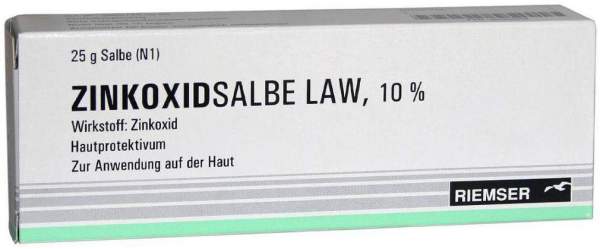 25 g Salbe (N1)
ZINKOXIDSALBE LAW, 10 %
Wirkstoff: Zinkoxid
Hautprotektivum
Zur Anwendung auf der Haut
RIEMSER